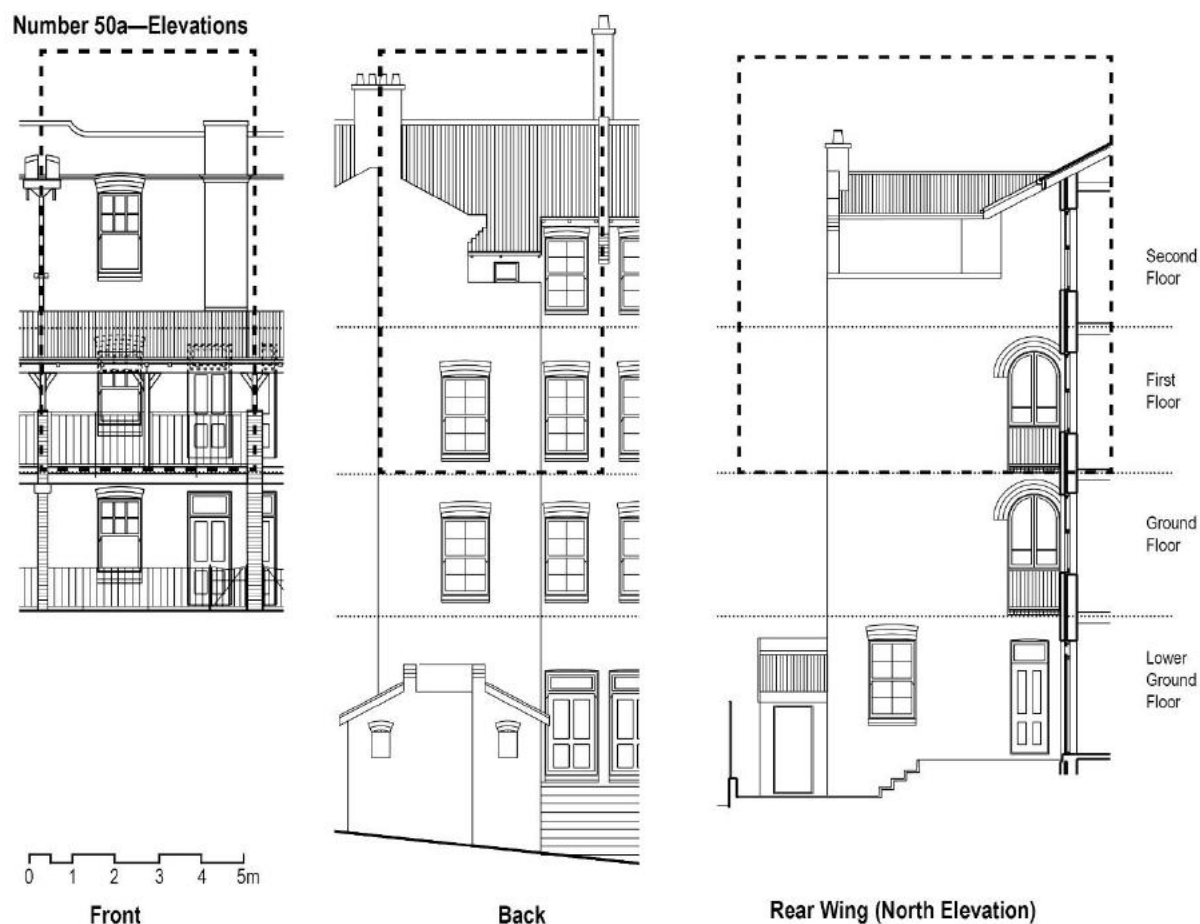 Number 50a—Elevations
Second
Floor
First
Floor
Ground
Floor
Lower
Ground
Floor
0 1 2 3 4 5m
Front
Back
Rear Wing (North Elevation)